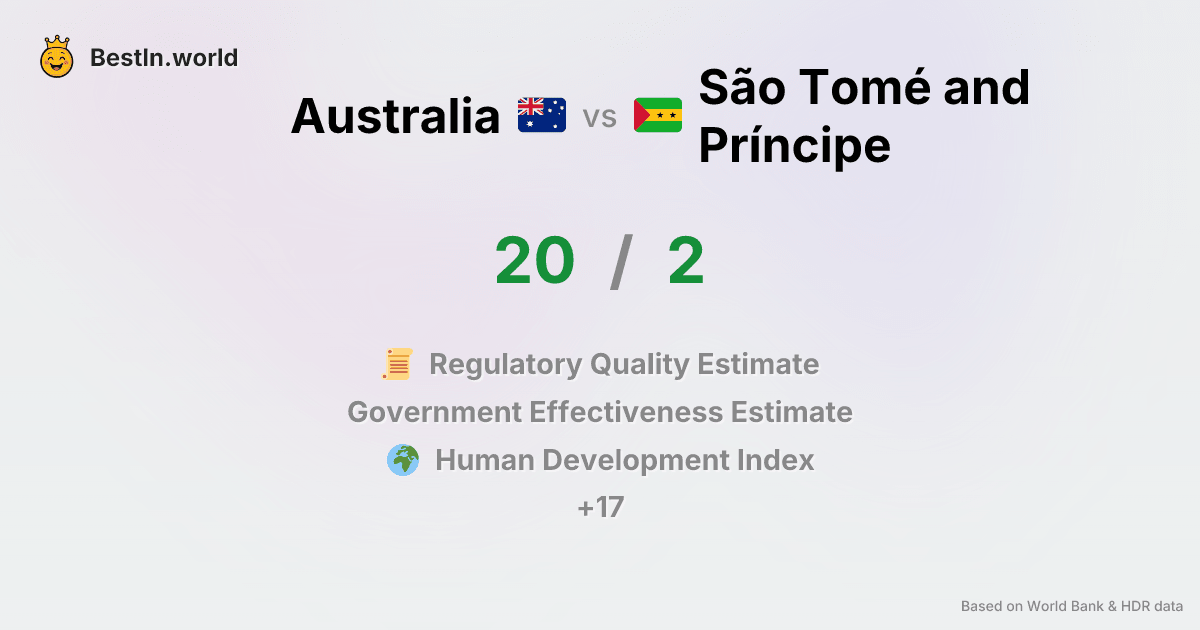 BestIn.world
Australia vs São Tomé and
Príncipe
20 / 2
Regulatory Quality Estimate
Government Effectiveness Estimate
Human Development Index
+17
Based on World Bank & HDR data